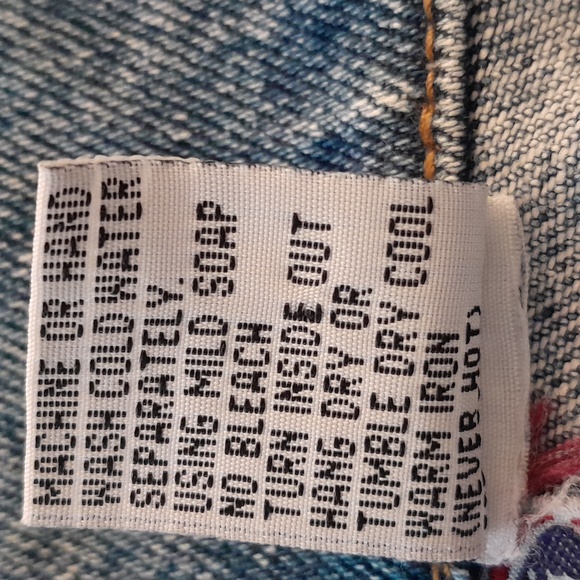 MACHINE OR HAND
WASH COLD WATER
SEPARATELY.
USING MILD SOAP
NO BLEACH
TURN INSIDE OUT
HANG DRY OR
TUMBLE DRY COOL
WARM IRON
(NEVER HOT)